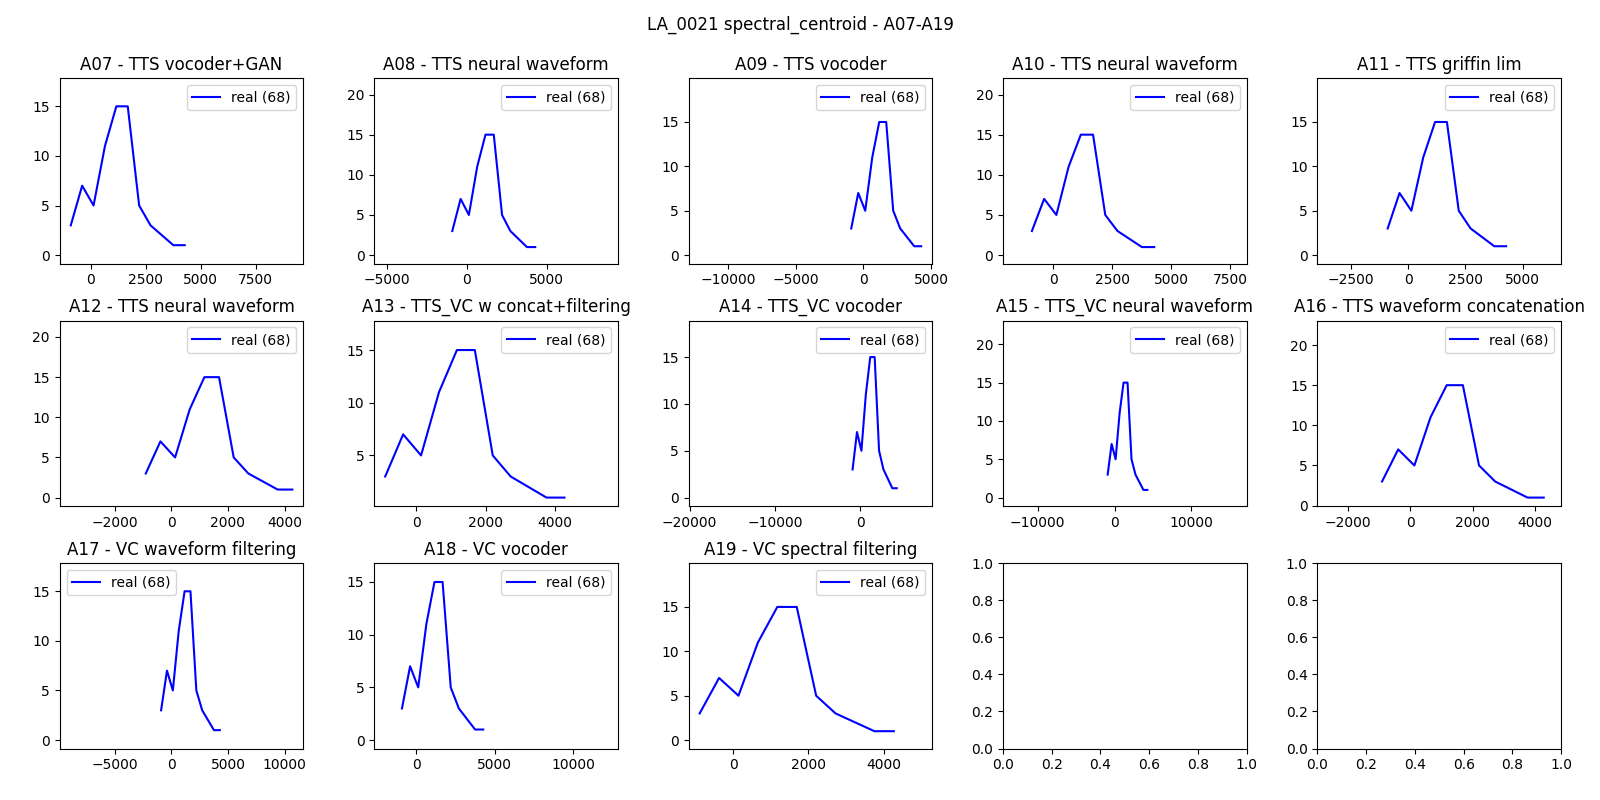 LA_0021 spectral_centroid - A07-A19
A07 - TTS vocoder+GAN
real (68)
15
10
5
0
0 2500 5000 7500
A08 - TTS neural waveform
real (68)
20
15
10
5
0
−5000 0 5000
A09 - TTS vocoder
real (68)
15
10
5
0
−10000 −5000 0 5000
A10 - TTS neural waveform
real (68)
20
15
10
5
0
0 2500 5000 7500
A11 - TTS griffin lim
real (68)
15
10
5
0
−2500 0 2500 5000
A12 - TTS neural waveform
real (68)
20
15
10
5
0
−2000 0 2000 4000
A13 - TTS_VC w concat+filtering
real (68)
15
10
5
0 2000 4000
A14 - TTS_VC vocoder
real (68)
15
10
5
0
−20000 −10000 0
A15 - TTS_VC neural waveform
real (68)
20
15
10
5
0
−10000 0 10000
A16 - TTS waveform concatenation
real (68)
20
15
10
5
0
−2000 0 2000 4000
A17 - VC waveform filtering
real (68)
15
10
5
0
−5000 0 5000 10000
A18 - VC vocoder
real (68)
15
10
5
0
0 5000 10000
A19 - VC spectral filtering
real (68)
15
10
5
0
0 2000 4000
1.0
0.8
0.6
0.4
0.2
0.0
0.0 0.2 0.4 0.6 0.8 1.0
1.0
0.8
0.6
0.4
0.2
0.0
0.0 0.2 0.4 0.6 0.8 1.0